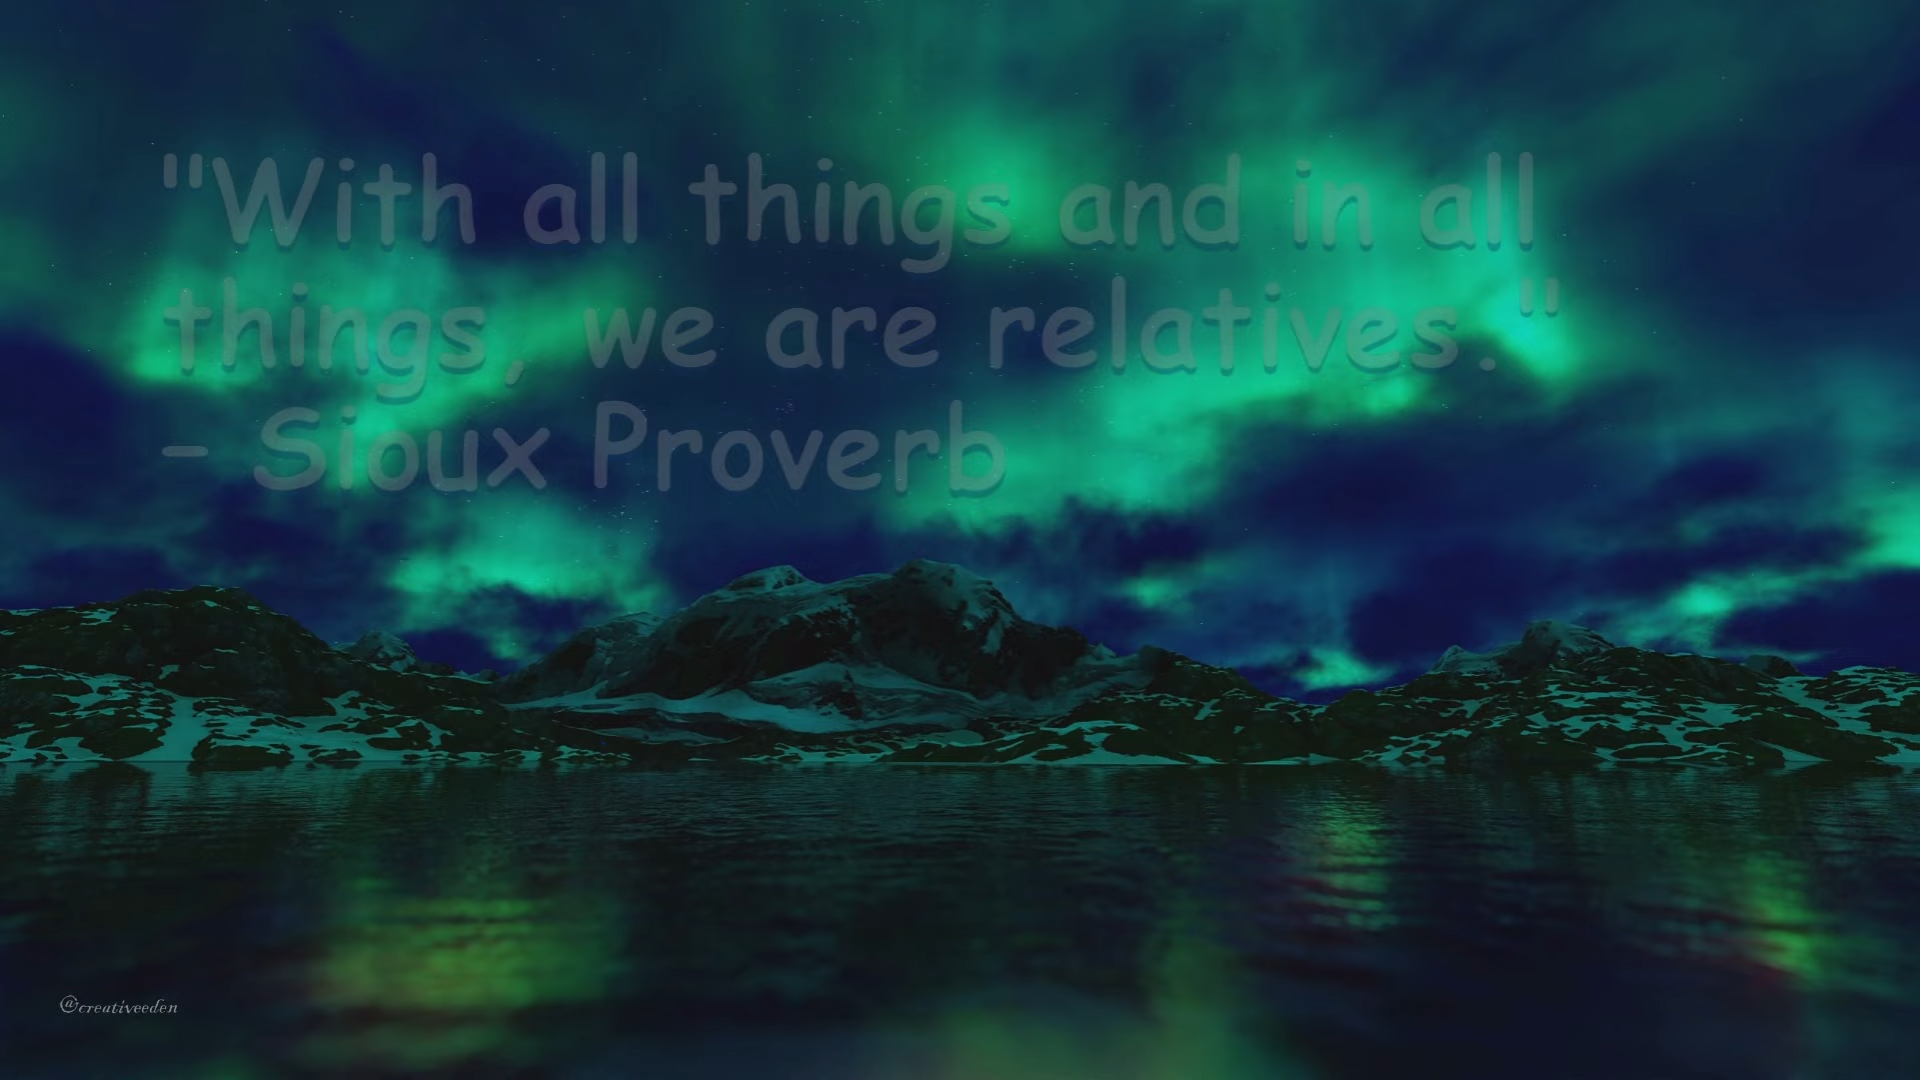 "With all things and in all
things, we are relatives."
- Sioux Proverb
@creativeeden